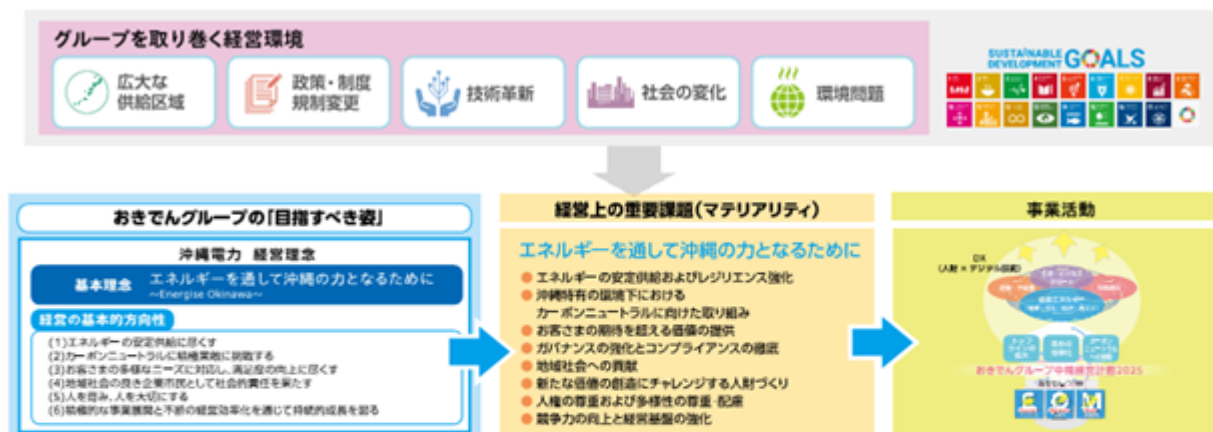 グループを取り巻く経営環境
広大な
供給区域
政策・制度
規制変更
技術革新
社会の変化
環境問題
SUSTAINABLE
DEVELOPMENT GOALS
おきでんグループの「目指すべき姿」
沖縄電力 経営理念
基本理念 エネルギーを通して沖縄の力となるために
~Energise Okinawa~
経営の基本的方向性
(1)エネルギーの安定供給に尽くす
(2)カーボンニュートラルに積極果敢に挑戦する
(3)お客さまの多様なニーズに対応し、満足度の向上に尽くす
(4)地域社会の良き企業市民として社会的責任を果たす
(5)人を育み、人を大切にする
(6)積極的な事業展開と不断の経営効率化を通じて持続的成長を図る
経営上の重要課題(マテリアリティ)
エネルギーを通して沖縄の力となるために
エネルギーの安定供給およびレジリエンス強化
沖縄特有の環境下における
カーボンニュートラルに向けた取り組み
お客さまの期待を超える価値の提供
ガバナンスの強化とコンプライアンスの徹底
地域社会への貢献
新たな価値の創造にチャレンジする人財づくり
人権の尊重および多様性の尊重・配慮
競争力の向上と経営基盤の強化
事業活動
DX
(人財×デジタル技術)
おきでんグループ中期経営計画2025